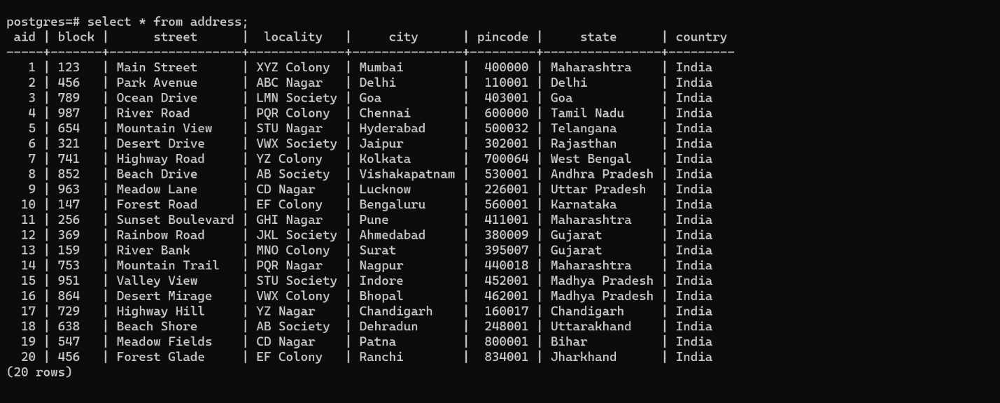 postgres=# select * from address;
 aid | block |      street      |  locality   |     city      | pincode |     state      | country
-----+-------+------------------+-------------+---------------+---------+----------------+---------
   1 | 123   | Main Street      | XYZ Colony  | Mumbai        |  400000 | Maharashtra    | India
   2 | 456   | Park Avenue      | ABC Nagar   | Delhi         |  110001 | Delhi          | India
   3 | 789   | Ocean Drive      | LMN Society | Goa           |  403001 | Goa            | India
   4 | 987   | River Road       | PQR Colony  | Chennai       |  600000 | Tamil Nadu     | India
   5 | 654   | Mountain View    | STU Nagar   | Hyderabad     |  500032 | Telangana      | India
   6 | 321   | Desert Drive     | VWX Society | Jaipur        |  302001 | Rajasthan      | India
   7 | 741   | Highway Road     | YZ Colony   | Kolkata       |  700064 | West Bengal    | India
   8 | 852   | Beach Drive      | AB Society  | Vishakapatnam |  530001 | Andhra Pradesh | India
   9 | 963   | Meadow Lane      | CD Nagar    | Lucknow       |  226001 | Uttar Pradesh  | India
  10 | 147   | Forest Road      | EF Colony   | Bengaluru     |  560001 | Karnataka      | India
  11 | 256   | Sunset Boulevard | GHI Nagar   | Pune          |  411001 | Maharashtra    | India
  12 | 369   | Rainbow Road     | JKL Society | Ahmedabad     |  380009 | Gujarat        | India
  13 | 159   | River Bank       | MNO Colony  | Surat         |  395007 | Gujarat        | India
  14 | 753   | Mountain Trail   | PQR Nagar   | Nagpur        |  440018 | Maharashtra    | India
  15 | 951   | Valley View      | STU Society | Indore        |  452001 | Madhya Pradesh | India
  16 | 864   | Desert Mirage    | VWX Colony  | Bhopal        |  462001 | Madhya Pradesh | India
  17 | 729   | Highway Hill     | YZ Nagar    | Chandigarh    |  160017 | Chandigarh     | India
  18 | 638   | Beach Shore      | AB Society  | Dehradun      |  248001 | Uttarakhand    | India
  19 | 547   | Meadow Fields    | CD Nagar    | Patna         |  800001 | Bihar          | India
  20 | 456   | Forest Glade     | EF Colony   | Ranchi        |  834001 | Jharkhand      | India
(20 rows)